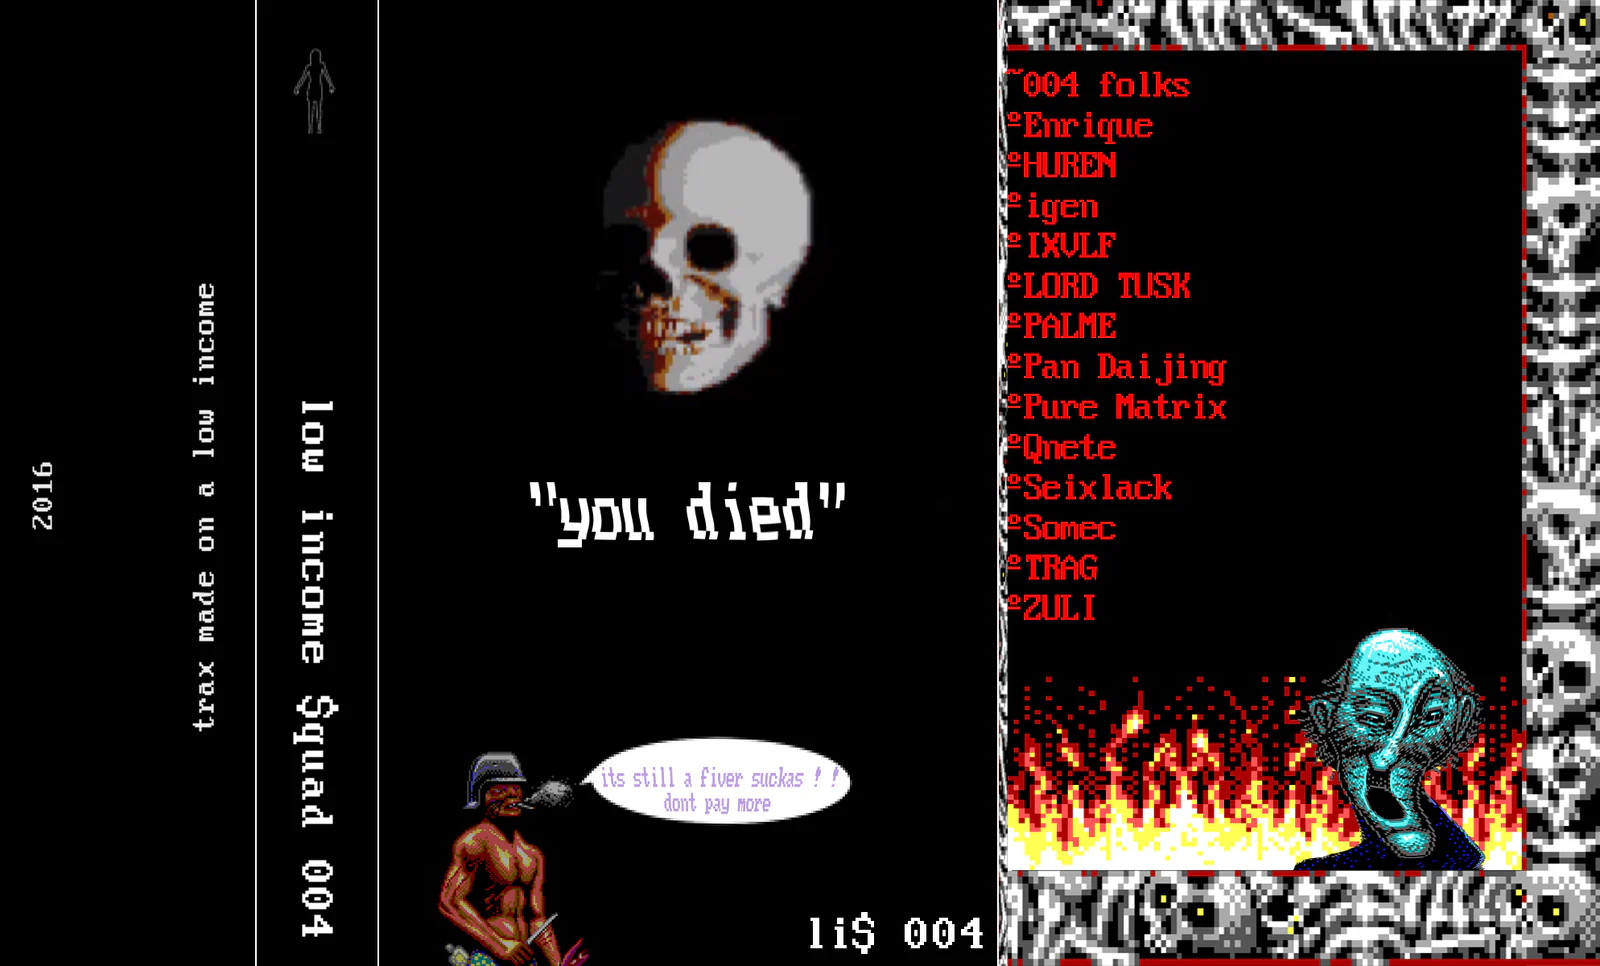 2016
trax made on a low income
low income $quad 004
"you died"
its still a fiver suckas ! !
dont pay more
li$ 004
~004 folks
ºEnrique
ºHUREN
ºigen
ºIXVLF
ºLORD TUSK
ºPALME
ºPan Daijing
ºPure Matrix
ºQnete
ºSeixlack
ºSomec
ºTRAG
ºZULI